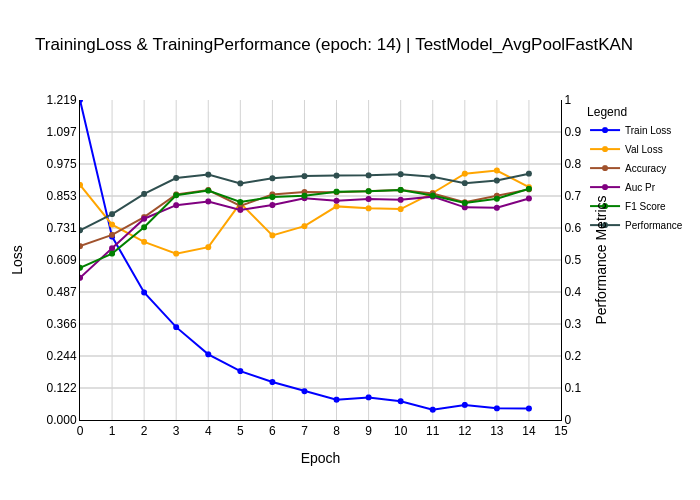 TrainingLoss & TrainingPerformance (epoch: 14) | TestModel_AvgPoolFastKAN
1.219
1.097
0.975
0.853
0.731
0.609
0.487
0.366
0.244
0.122
0.000
Loss
0 1 2 3 4 5 6 7 8 9 10 11 12 13 14 15
Epoch
1
0.9
0.8
0.7
0.6
0.5
0.4
0.3
0.2
0.1
0
Performance Metrics
Legend
Train Loss
Val Loss
Accuracy
Auc Pr
F1 Score
Performance